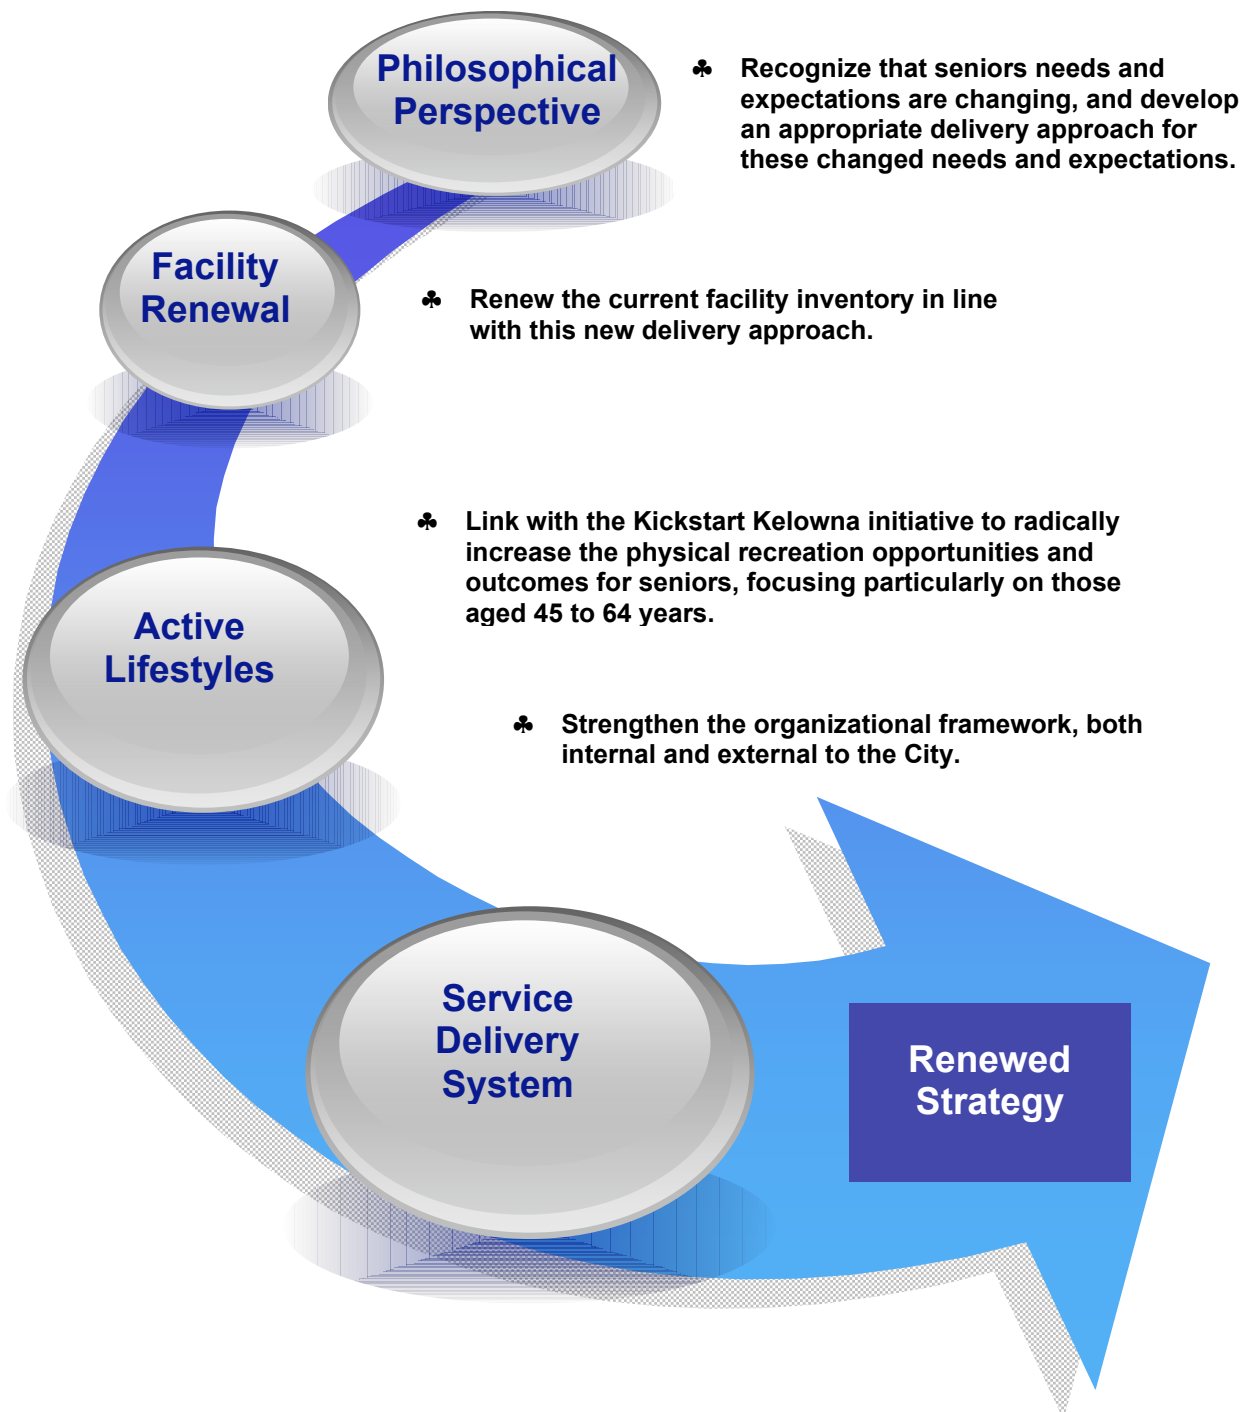 Philosophical
Perspective
♣ Recognize that seniors needs and
expectations are changing, and develop
an appropriate delivery approach for
these changed needs and expectations.
Facility
Renewal
♣ Renew the current facility inventory in line
with this new delivery approach.
♣ Link with the Kickstart Kelowna initiative to radically
increase the physical recreation opportunities and
outcomes for seniors, focusing particularly on those
aged 45 to 64 years.
Active
Lifestyles
♣ Strengthen the organizational framework, both
internal and external to the City.
Service
Delivery
System
Renewed
Strategy